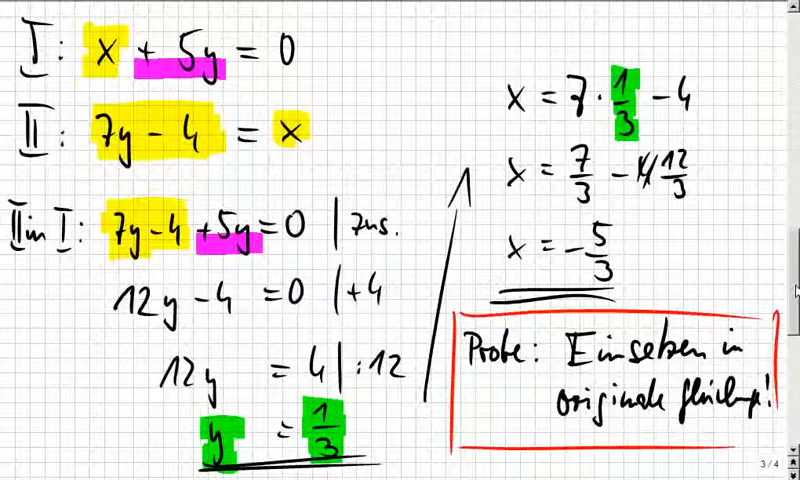 I: x + 5y = 0
II: 7y - 4 = x
II in I: 7y - 4 + 5y = 0 | zus.
12y - 4 = 0 | +4
12y = 4 | :12
y = 1/3
x = 7 · 1/3 - 4
x = 7/3 - 12/3
x = - 5/3
Probe: Einsetzen in
originale Gleichung!
3/4